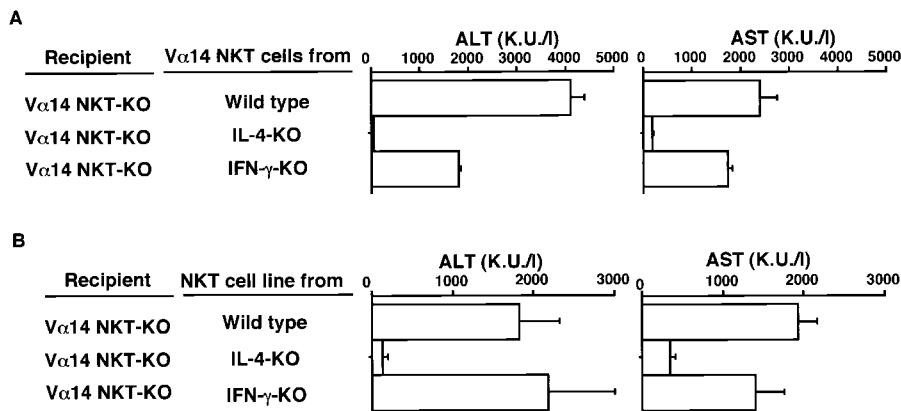 A
ALT (K.U./l) AST (K.U./l)
Recipient Vα14 NKT cells from 0 1000 2000 3000 4000 5000 0 1000 2000 3000 4000 5000
Vα14 NKT-KO Wild type
Vα14 NKT-KO IL-4-KO
Vα14 NKT-KO IFN-γ-KO
B
ALT (K.U./l) AST (K.U./l)
Recipient NKT cell line from 0 1000 2000 3000 0 1000 2000 3000
Vα14 NKT-KO Wild type
Vα14 NKT-KO IL-4-KO
Vα14 NKT-KO IFN-γ-KO